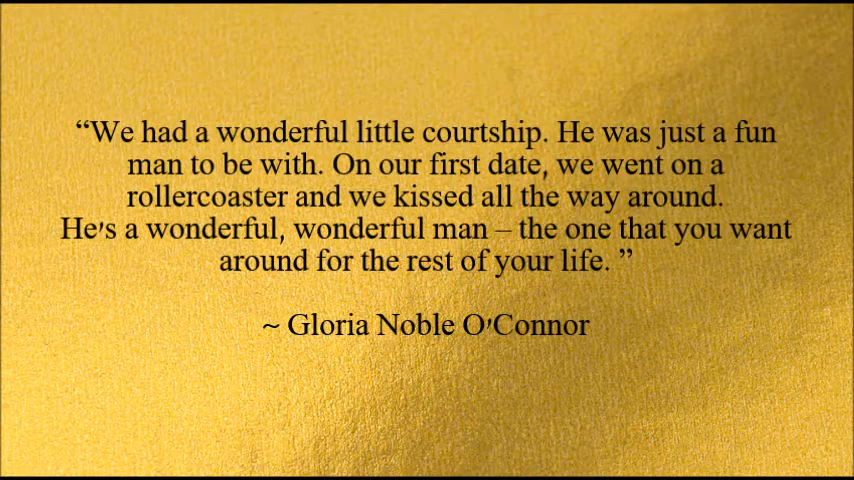 “We had a wonderful little courtship. He was just a fun
man to be with. On our first date, we went on a
rollercoaster and we kissed all the way around.
He's a wonderful, wonderful man – the one that you want
around for the rest of your life. ”
~ Gloria Noble O'Connor